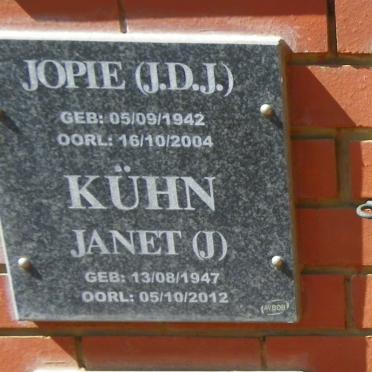 JOPIE (J.D.J.)
GEB: 05/09/1942
OORL: 16/10/2004
KÜHN
JANET (J)
GEB: 13/08/1947
OORL: 05/10/2012
AVBOB